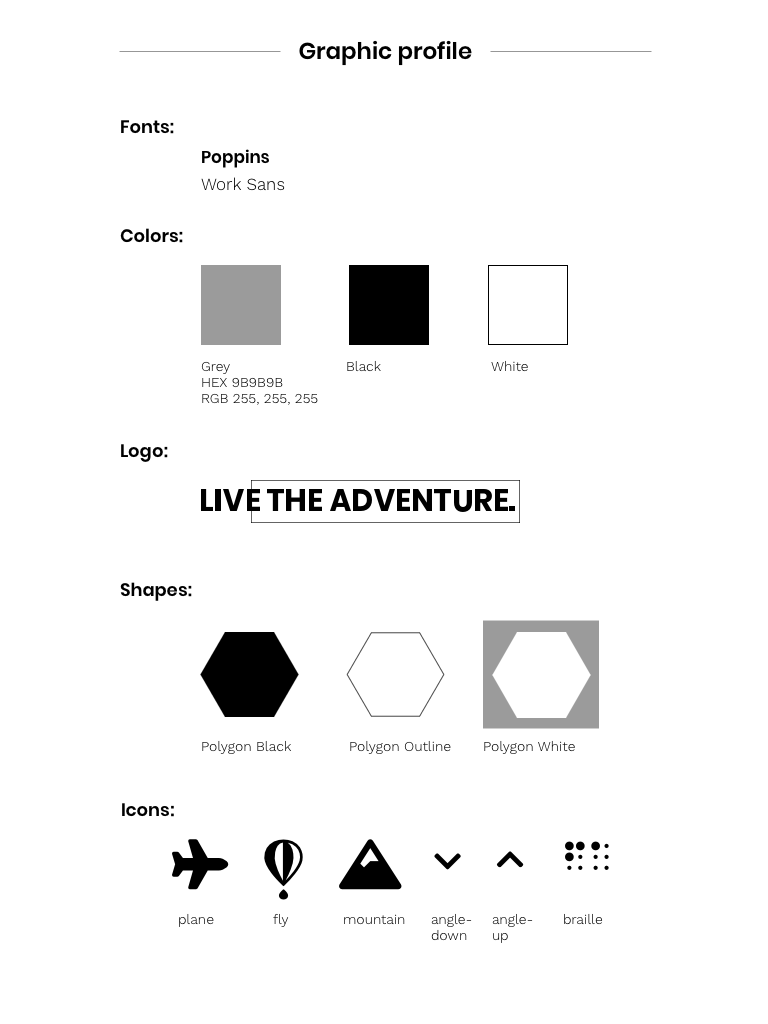 Graphic profile
Fonts:
Poppins
Work Sans
Colors:
Grey
HEX 9B9B9B
RGB 255, 255, 255
Black
White
Logo:
LIVE THE ADVENTURE.
Shapes:
Polygon Black
Polygon Outline
Polygon White
Icons:
plane
fly
mountain
angle-
down
angle-
up
braille